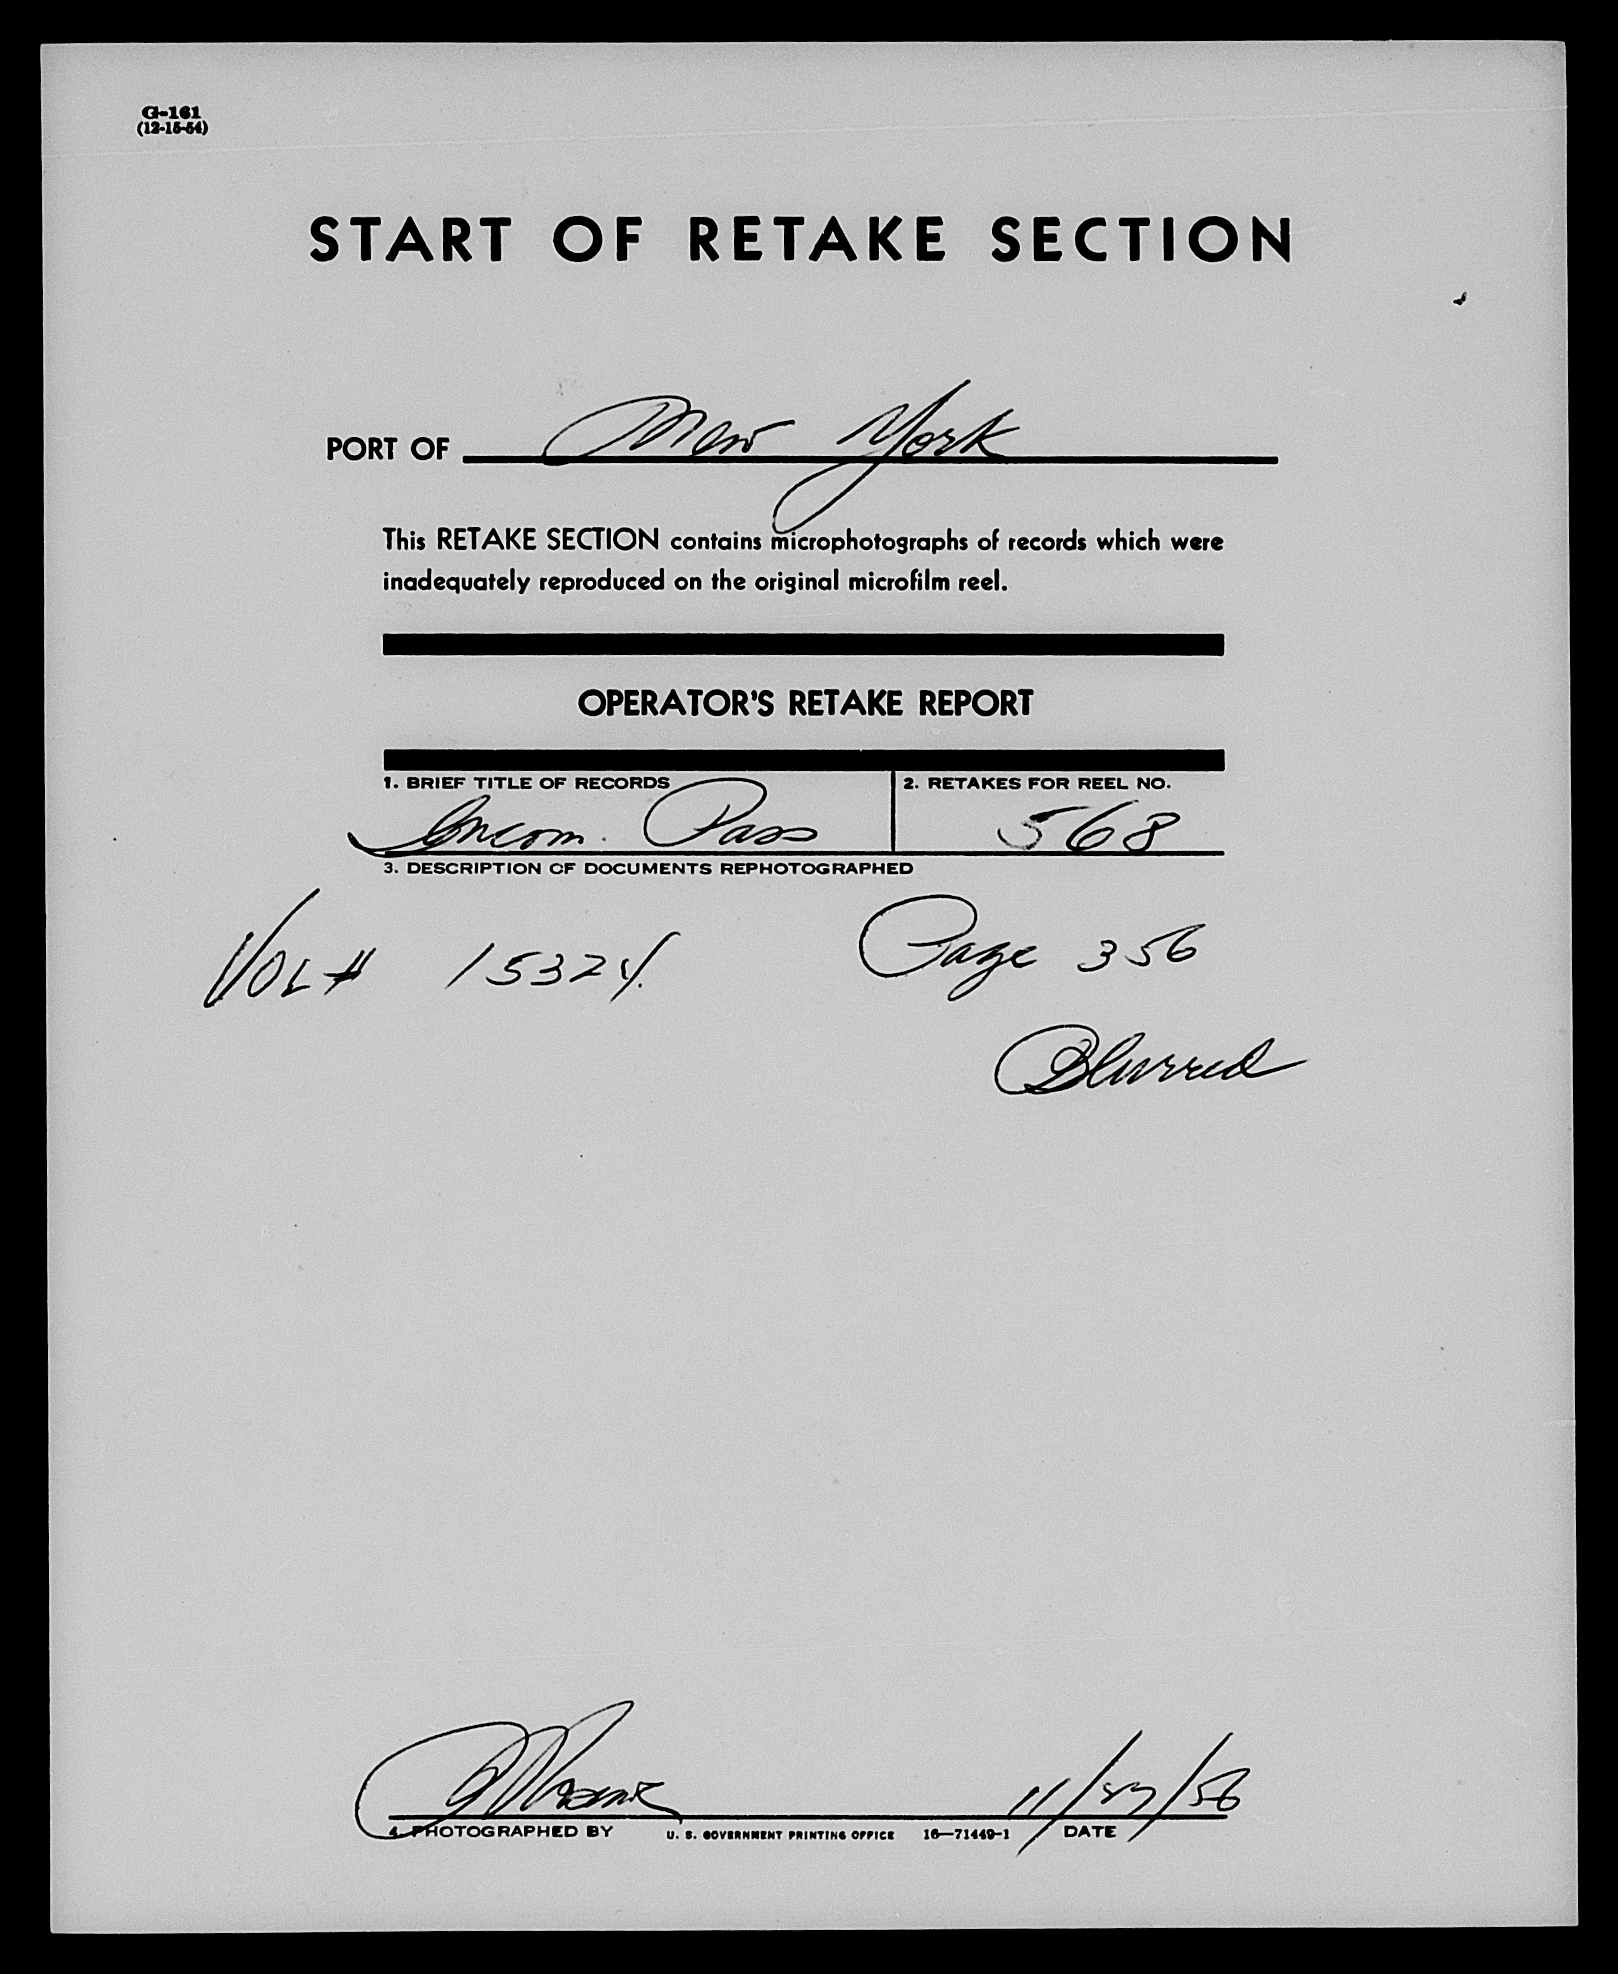 G-161
(12-15-54)
START OF RETAKE SECTION
PORT OF New York
This RETAKE SECTION contains microphotographs of records which were
inadequately reproduced on the original microfilm reel.
OPERATOR'S RETAKE REPORT
1. BRIEF TITLE OF RECORDS 2. RETAKES FOR REEL NO.
Incom. Pass 568
3. DESCRIPTION OF DOCUMENTS REPHOTOGRAPHED
VOL # 15324. Page 356
Blurred
11/27/56
4. PHOTOGRAPHED BY U. S. GOVERNMENT PRINTING OFFICE 16—71449-1 DATE